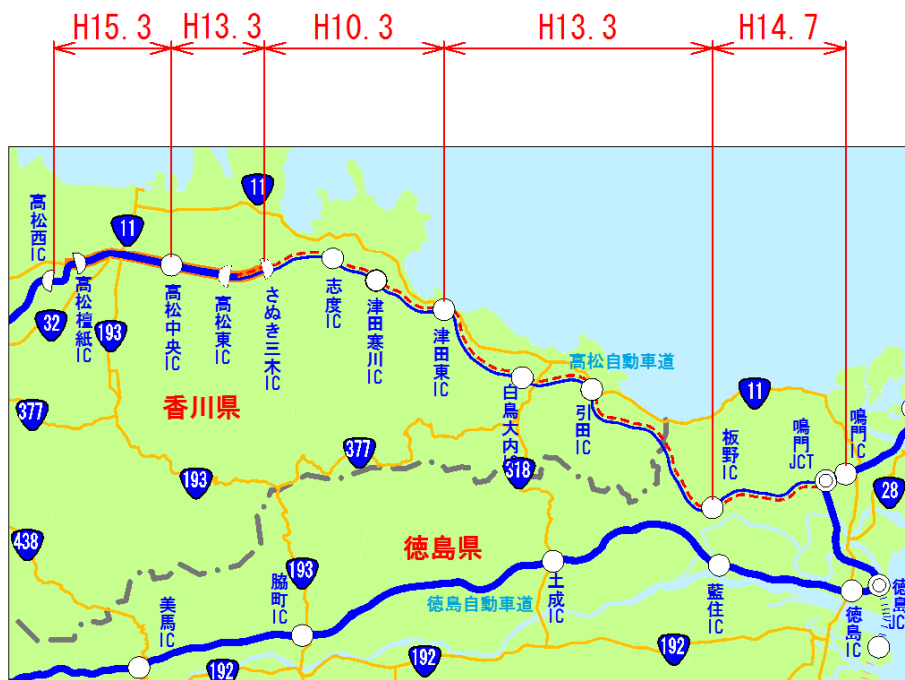 H15.3
H13.3
H10.3
H13.3
H14.7
11
11
高松西IC
高松檀紙IC
高松中央IC
高松東IC
さぬき三木IC
志度IC
津田寒川IC
津田東IC
高松自動車道
白鳥大内IC
引田IC
板野IC
鳴門JCT
鳴門IC
11
32
193
377
香川県
377
318
28
193
438
徳島県
193
美馬IC
脇町IC
徳島自動車道
土成IC
藍住IC
徳島IC
徳島JC
192
192
192